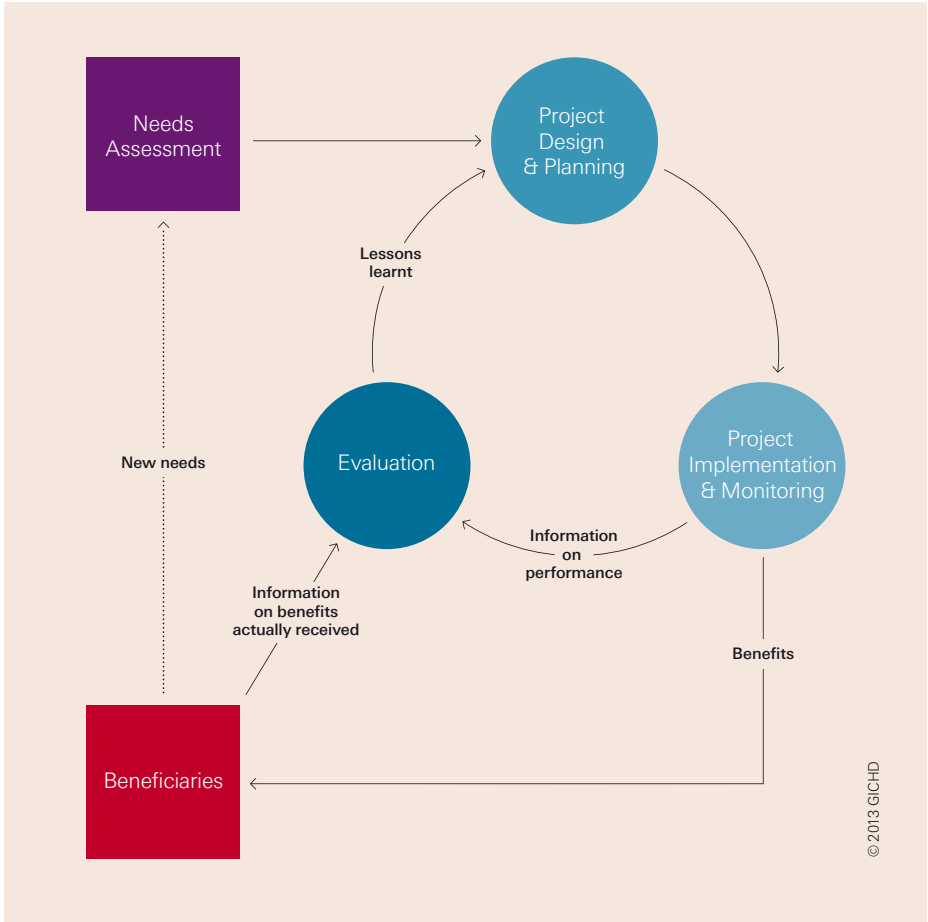 Needs
Assessment
Project
Design
& Planning
Lessons
learnt
Evaluation
Project
Implementation
& Monitoring
New needs
Information
on
performance
Information
on benefits
actually received
Benefits
Beneficiaries
© 2013 GICHD